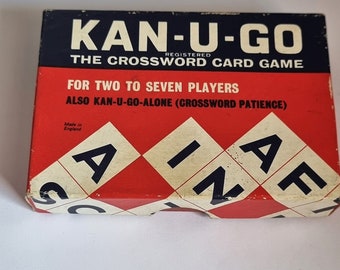 KAN-U-GO
REGISTERED
THE CROSSWORD CARD GAME
FOR TWO TO SEVEN PLAYERS
ALSO KAN-U-GO-ALONE (CROSSWORD PATIENCE)
Made in
England
A I A F
S N